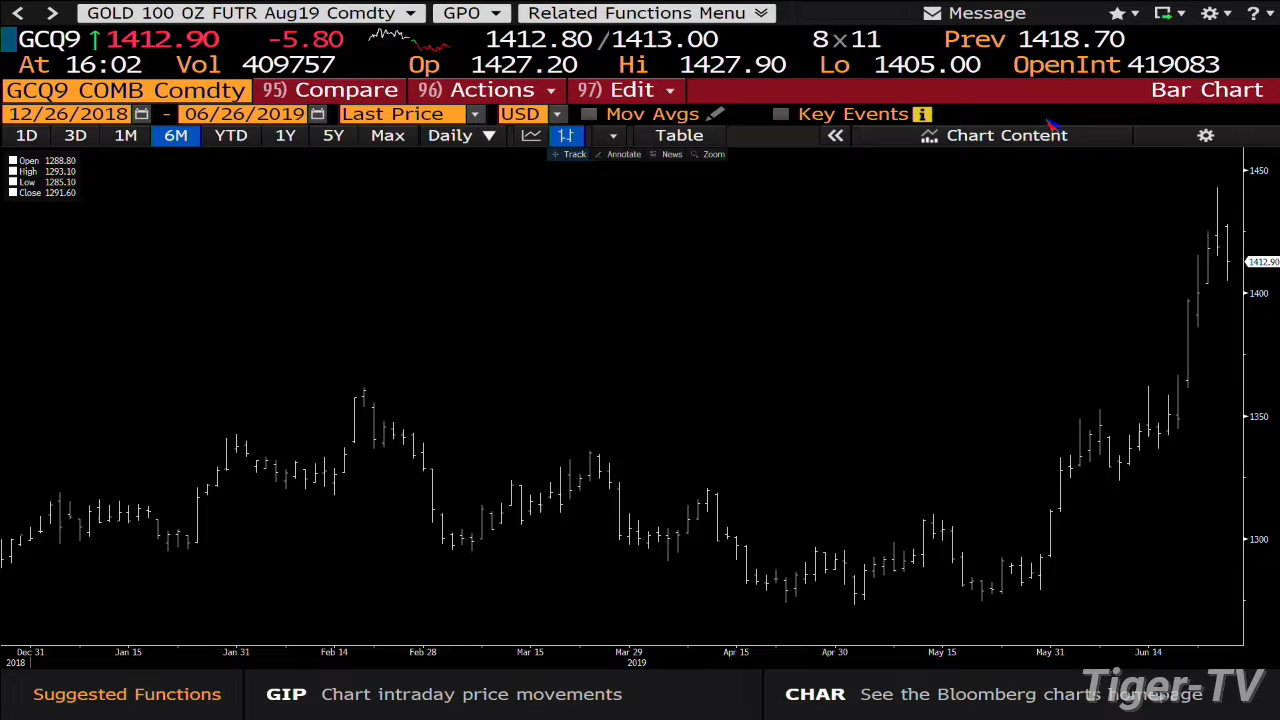 GOLD 100 OZ FUTR Aug19 Comdty GPO Related Functions Menu Message ?
GCQ9 ↑1412.90 -5.80 1412.80/1413.00 8x11 Prev 1418.70
At 16:02 Vol 409757 Op 1427.20 Hi 1427.90 Lo 1405.00 OpenInt 419083
GCQ9 COMB Comdty 95) Compare 96) Actions 97) Edit Bar Chart
12/26/2018 - 06/26/2019 Last Price USD Mov Avgs Key Events i
1D 3D 1M 6M YTD 1Y 5Y Max Daily ▼ Table « Chart Content
Track Annotate News Zoom
Open 1288.80
High 1293.10
Low 1285.10
Close 1291.60
1450
1412.90
1400
1350
1300
Dec 31 Jan 15 Jan 31 Feb 14 Feb 28 Mar 15 Mar 29 Apr 15 Apr 30 May 15 May 31 Jun 14
2018 2019
Suggested Functions GIP Chart intraday price movements CHAR See the Bloomberg charts homepage
Tiger-TV